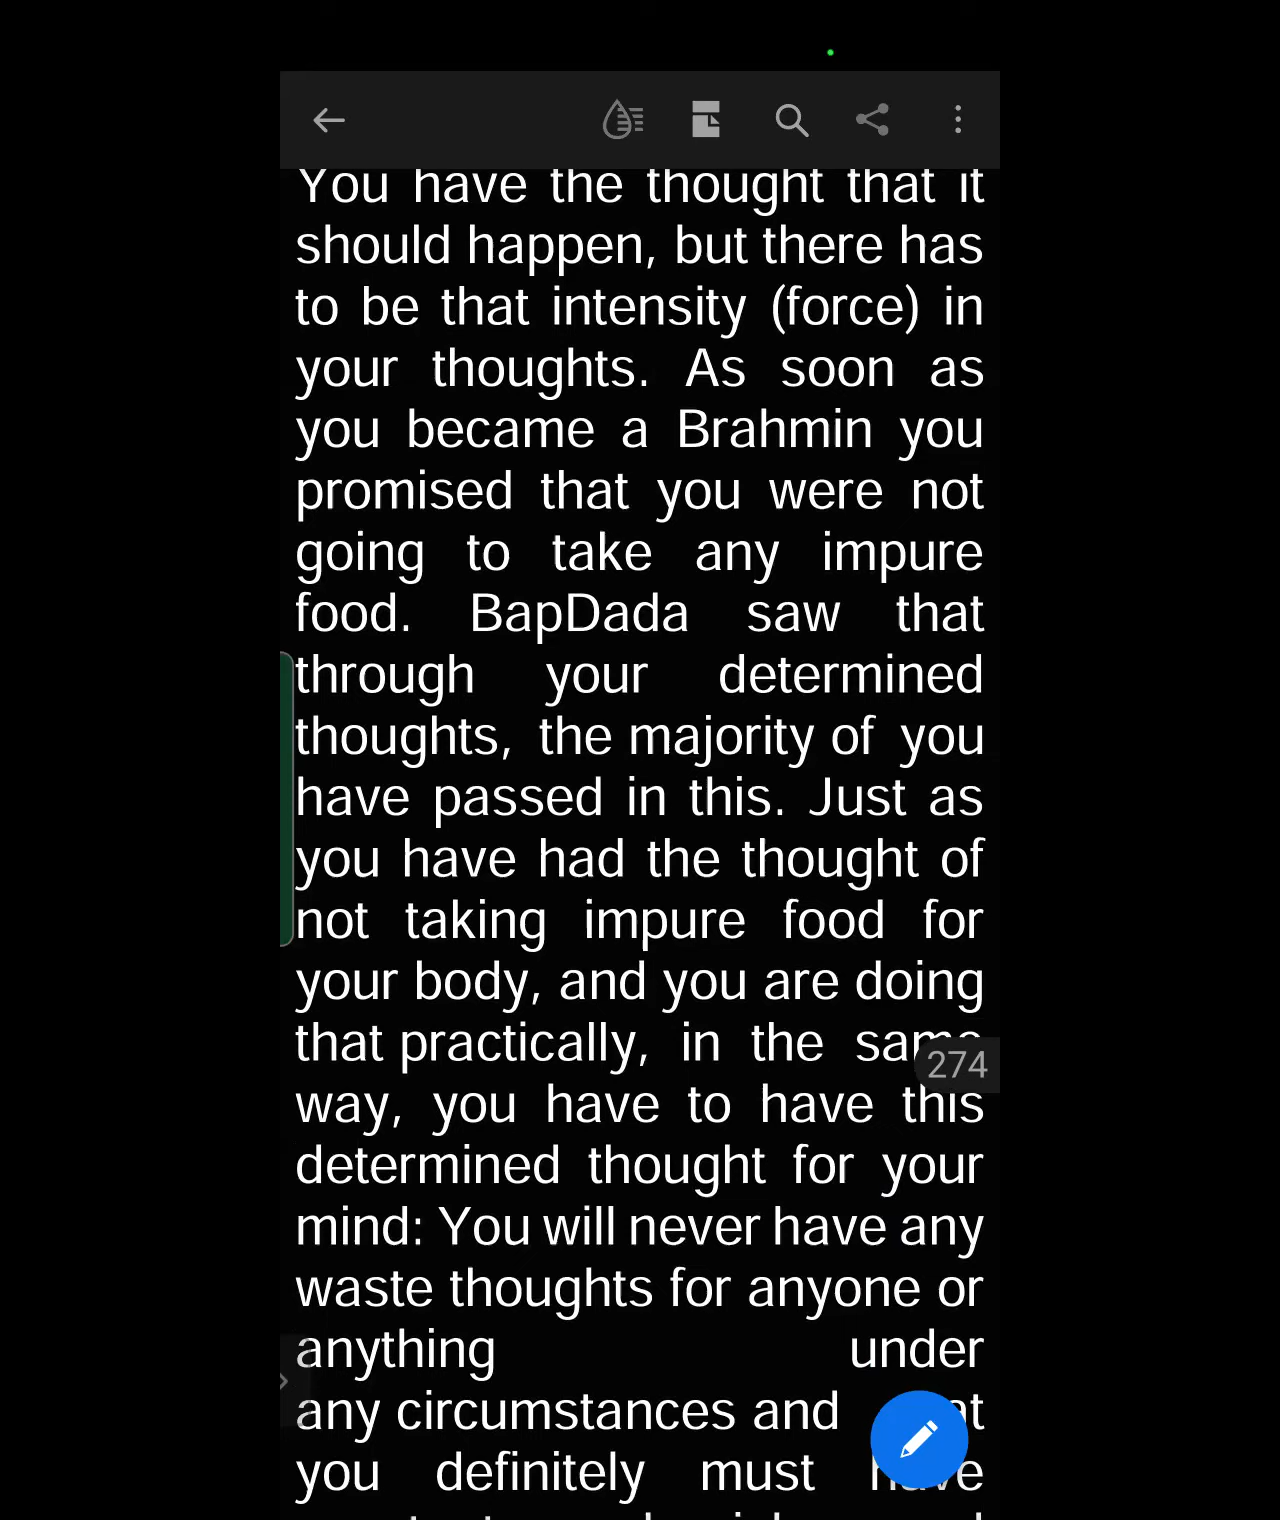 You have the thought that it
should happen, but there has
to be that intensity (force) in
your thoughts. As soon as
you became a Brahmin you
promised that you were not
going to take any impure
food. BapDada saw that
through your determined
thoughts, the majority of you
have passed in this. Just as
you have had the thought of
not taking impure food for
your body, and you are doing
that practically, in the same
274
way, you have to have this
determined thought for your
mind: You will never have any
waste thoughts for anyone or
anything under
any circumstances and
you definitely must have